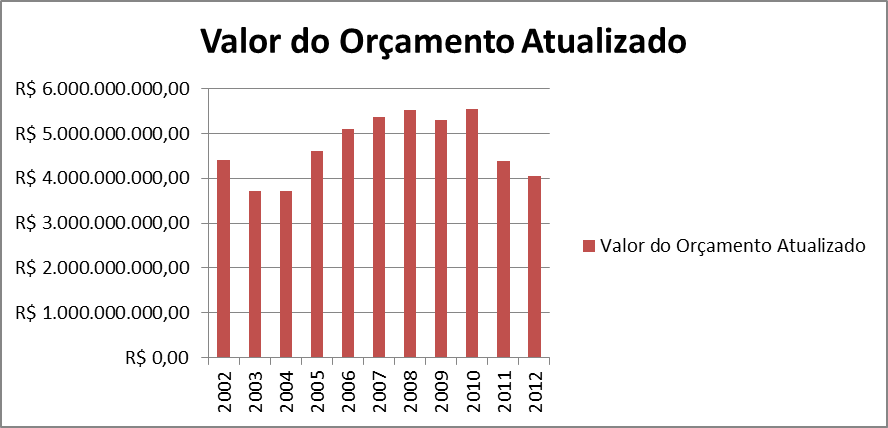 Valor do Orçamento Atualizado
R$ 6.000.000.000,00
R$ 5.000.000.000,00
R$ 4.000.000.000,00
R$ 3.000.000.000,00
R$ 2.000.000.000,00
R$ 1.000.000.000,00
R$ 0,00
2002
2003
2004
2005
2006
2007
2008
2009
2010
2011
2012
Valor do Orçamento Atualizado